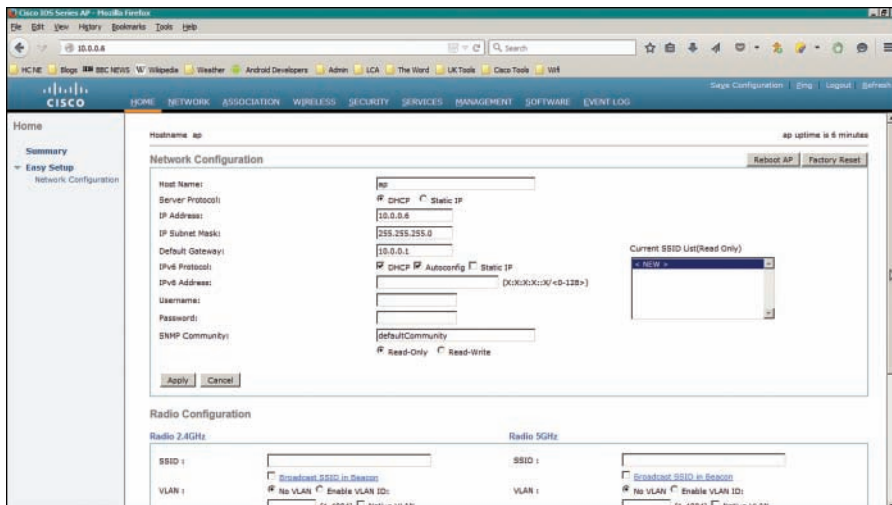 Cisco IOS Series AP - Mozilla Firefox
File Edit View History Bookmarks Tools Help
10.0.0.6
Search
HCNE Blogs BBC NEWS Wikipedia Weather Android Developers Admin LCA The Word UK Tools Cisco Tools Wifi
Save Configuration Ping Logout Refresh
CISCO
HOME NETWORK ASSOCIATION WIRELESS SECURITY SERVICES MANAGEMENT SOFTWARE EVENT LOG
Home
Summary
Easy Setup
Network Configuration
Hostname ap
ap uptime is 6 minutes
Network Configuration
Reboot AP Factory Reset
Host Name: ap
Server Protocol: DHCP Static IP
IP Address: 10.0.0.6
IP Subnet Mask: 255.255.255.0
Default Gateway: 10.0.0.1
Current SSID List(Read Only)
< NEW >
IPv6 Protocol: DHCP Autoconfig Static IP
IPv6 Address: (X:X:X:X::X/<0-128>)
Username:
Password:
SNMP Community: defaultCommunity
Read-Only Read-Write
Apply Cancel
Radio Configuration
Radio 2.4GHz
Radio 5GHz
SSID :
SSID :
Broadcast SSID in Beacon
Broadcast SSID in Beacon
VLAN : No VLAN Enable VLAN ID:
VLAN : No VLAN Enable VLAN ID: